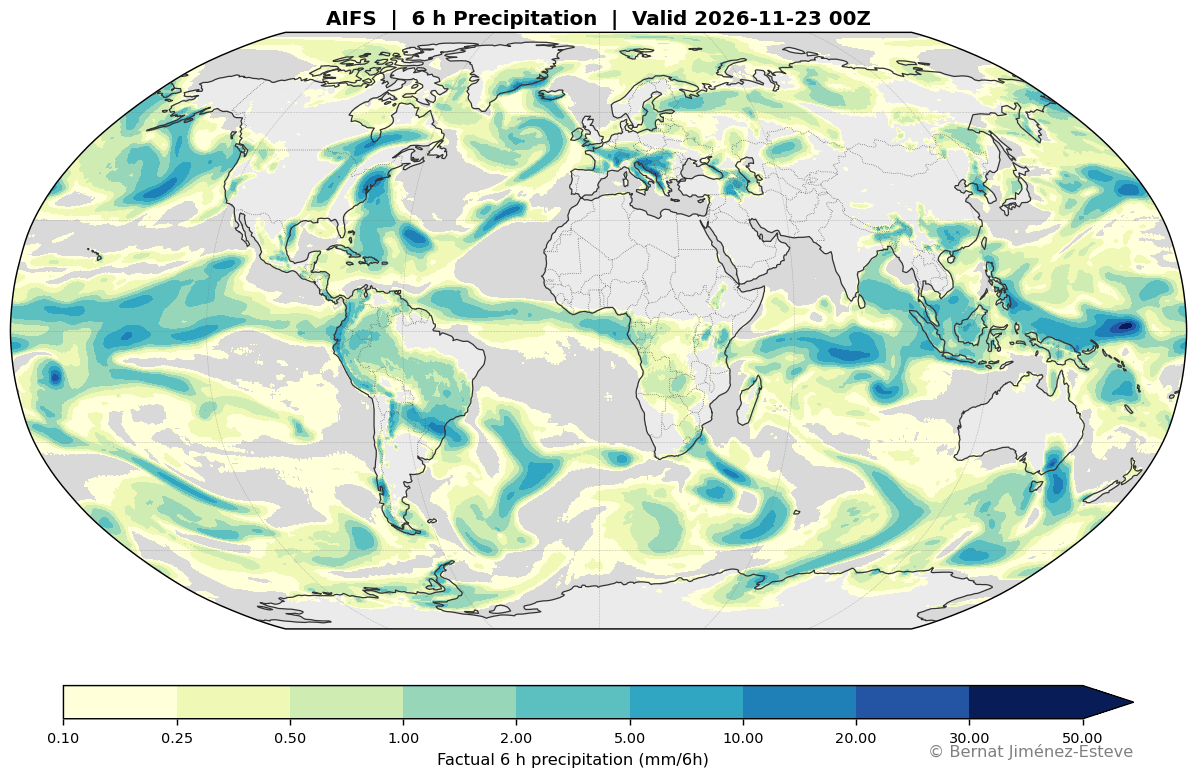 AIFS | 6 h Precipitation | Valid 2026-11-23 00Z
0.10 0.25 0.50 1.00 2.00 5.00 10.00 20.00 30.00 50.00
Factual 6 h precipitation (mm/6h)
© Bernat Jiménez-Esteve